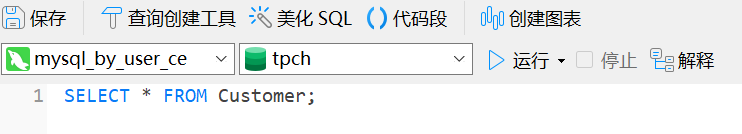 保存 查询创建工具 美化 SQL 代码段 创建图表
mysql_by_user_ce tpch 运行 停止 解释
1 SELECT * FROM Customer;